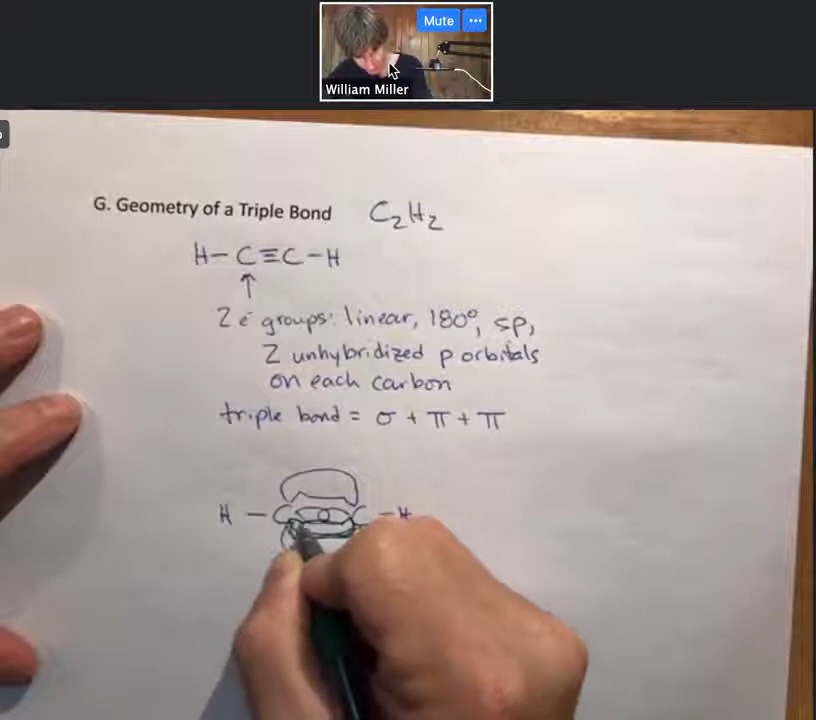 Mute ...
William Miller
G. Geometry of a Triple Bond C₂H₂
H-C≡C-H
↑
2 e⁻ groups: linear, 180°, sp,
2 unhybridized p orbitals
on each carbon
triple bond = σ + π + π
H - C C - H